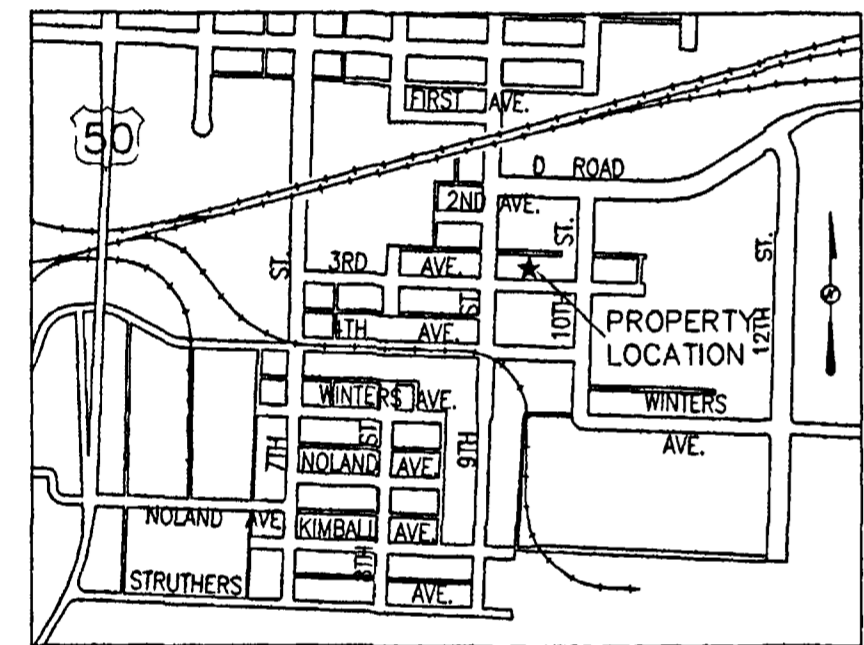 FIRST AVE.
50
D ROAD
2ND AVE.
ST.
ST.
ST.
3RD AVE.
ST.
10TH
PROPERTY
LOCATION
12TH
4TH AVE.
WINTERS AVE.
WINTERS
AVE.
ST.
7TH
NOLAND AVE.
9TH
NOLAND AVE.
KIMBALL AVE.
8TH
STRUTHERS
AVE.